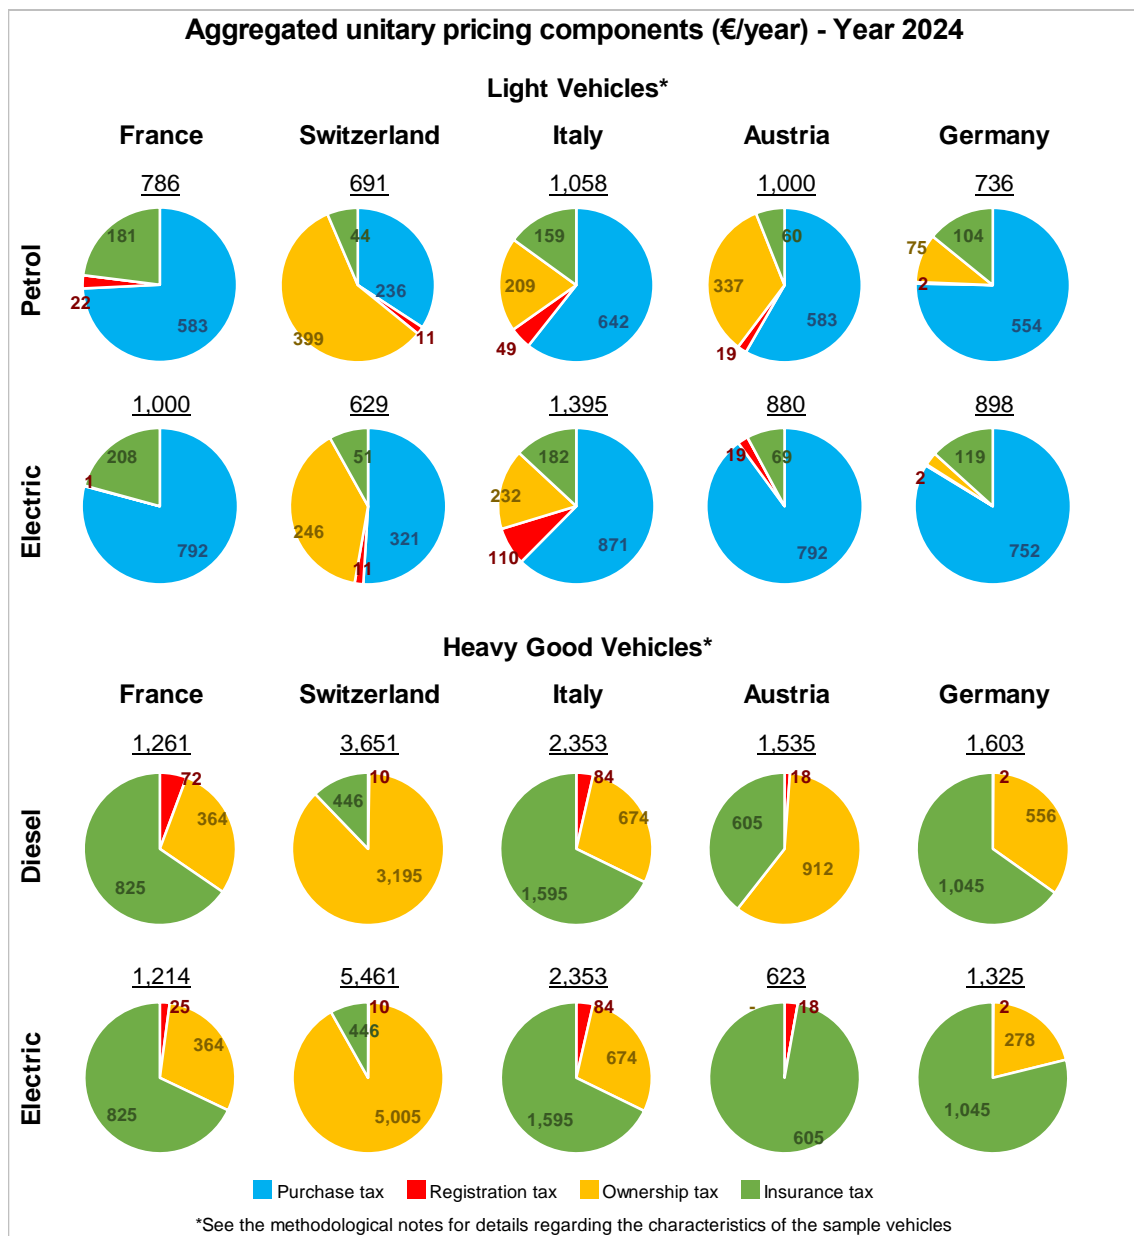 Aggregated unitary pricing components (€/year) - Year 2024
Light Vehicles*
France Switzerland Italy Austria Germany
Petrol
786 691 1,058 1,000 736
181 22 583
44 236 11 399
159 209 49 642
60 337 19 583
104 75 2 554
Electric
1,000 629 1,395 880 898
208 1 792
51 246 11 321
182 232 110 871
19 69 792
119 2 752
Heavy Good Vehicles*
France Switzerland Italy Austria Germany
Diesel
1,261 3,651 2,353 1,535 1,603
72 364 825
10 446 3,195
84 674 1,595
18 605 912
2 556 1,045
Electric
1,214 5,461 2,353 623 1,325
25 364 825
10 446 5,005
84 674 1,595
- 18 605
2 278 1,045
Purchase tax Registration tax Ownership tax Insurance tax
*See the methodological notes for details regarding the characteristics of the sample vehicles